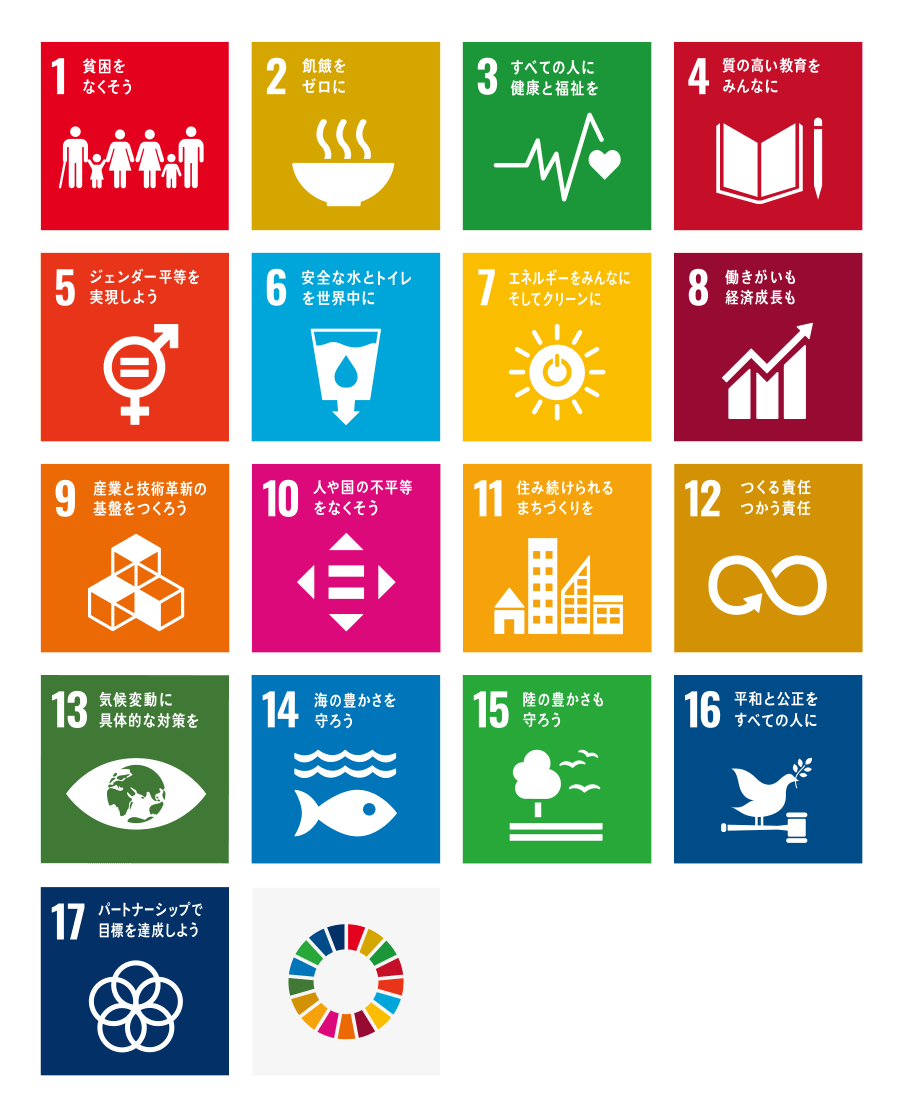 1 貧困を
なくそう
2 飢餓を
ゼロに
3 すべての人に
健康と福祉を
4 質の高い教育を
みんなに
5 ジェンダー平等を
実現しよう
6 安全な水とトイレ
を世界中に
7 エネルギーをみんなに
そしてクリーンに
8 働きがいも
経済成長も
9 産業と技術革新の
基盤をつくろう
10 人や国の不平等
をなくそう
11 住み続けられる
まちづくりを
12 つくる責任
つかう責任
13 気候変動に
具体的な対策を
14 海の豊かさを
守ろう
15 陸の豊かさも
守ろう
16 平和と公正を
すべての人に
17 パートナーシップで
目標を達成しよう